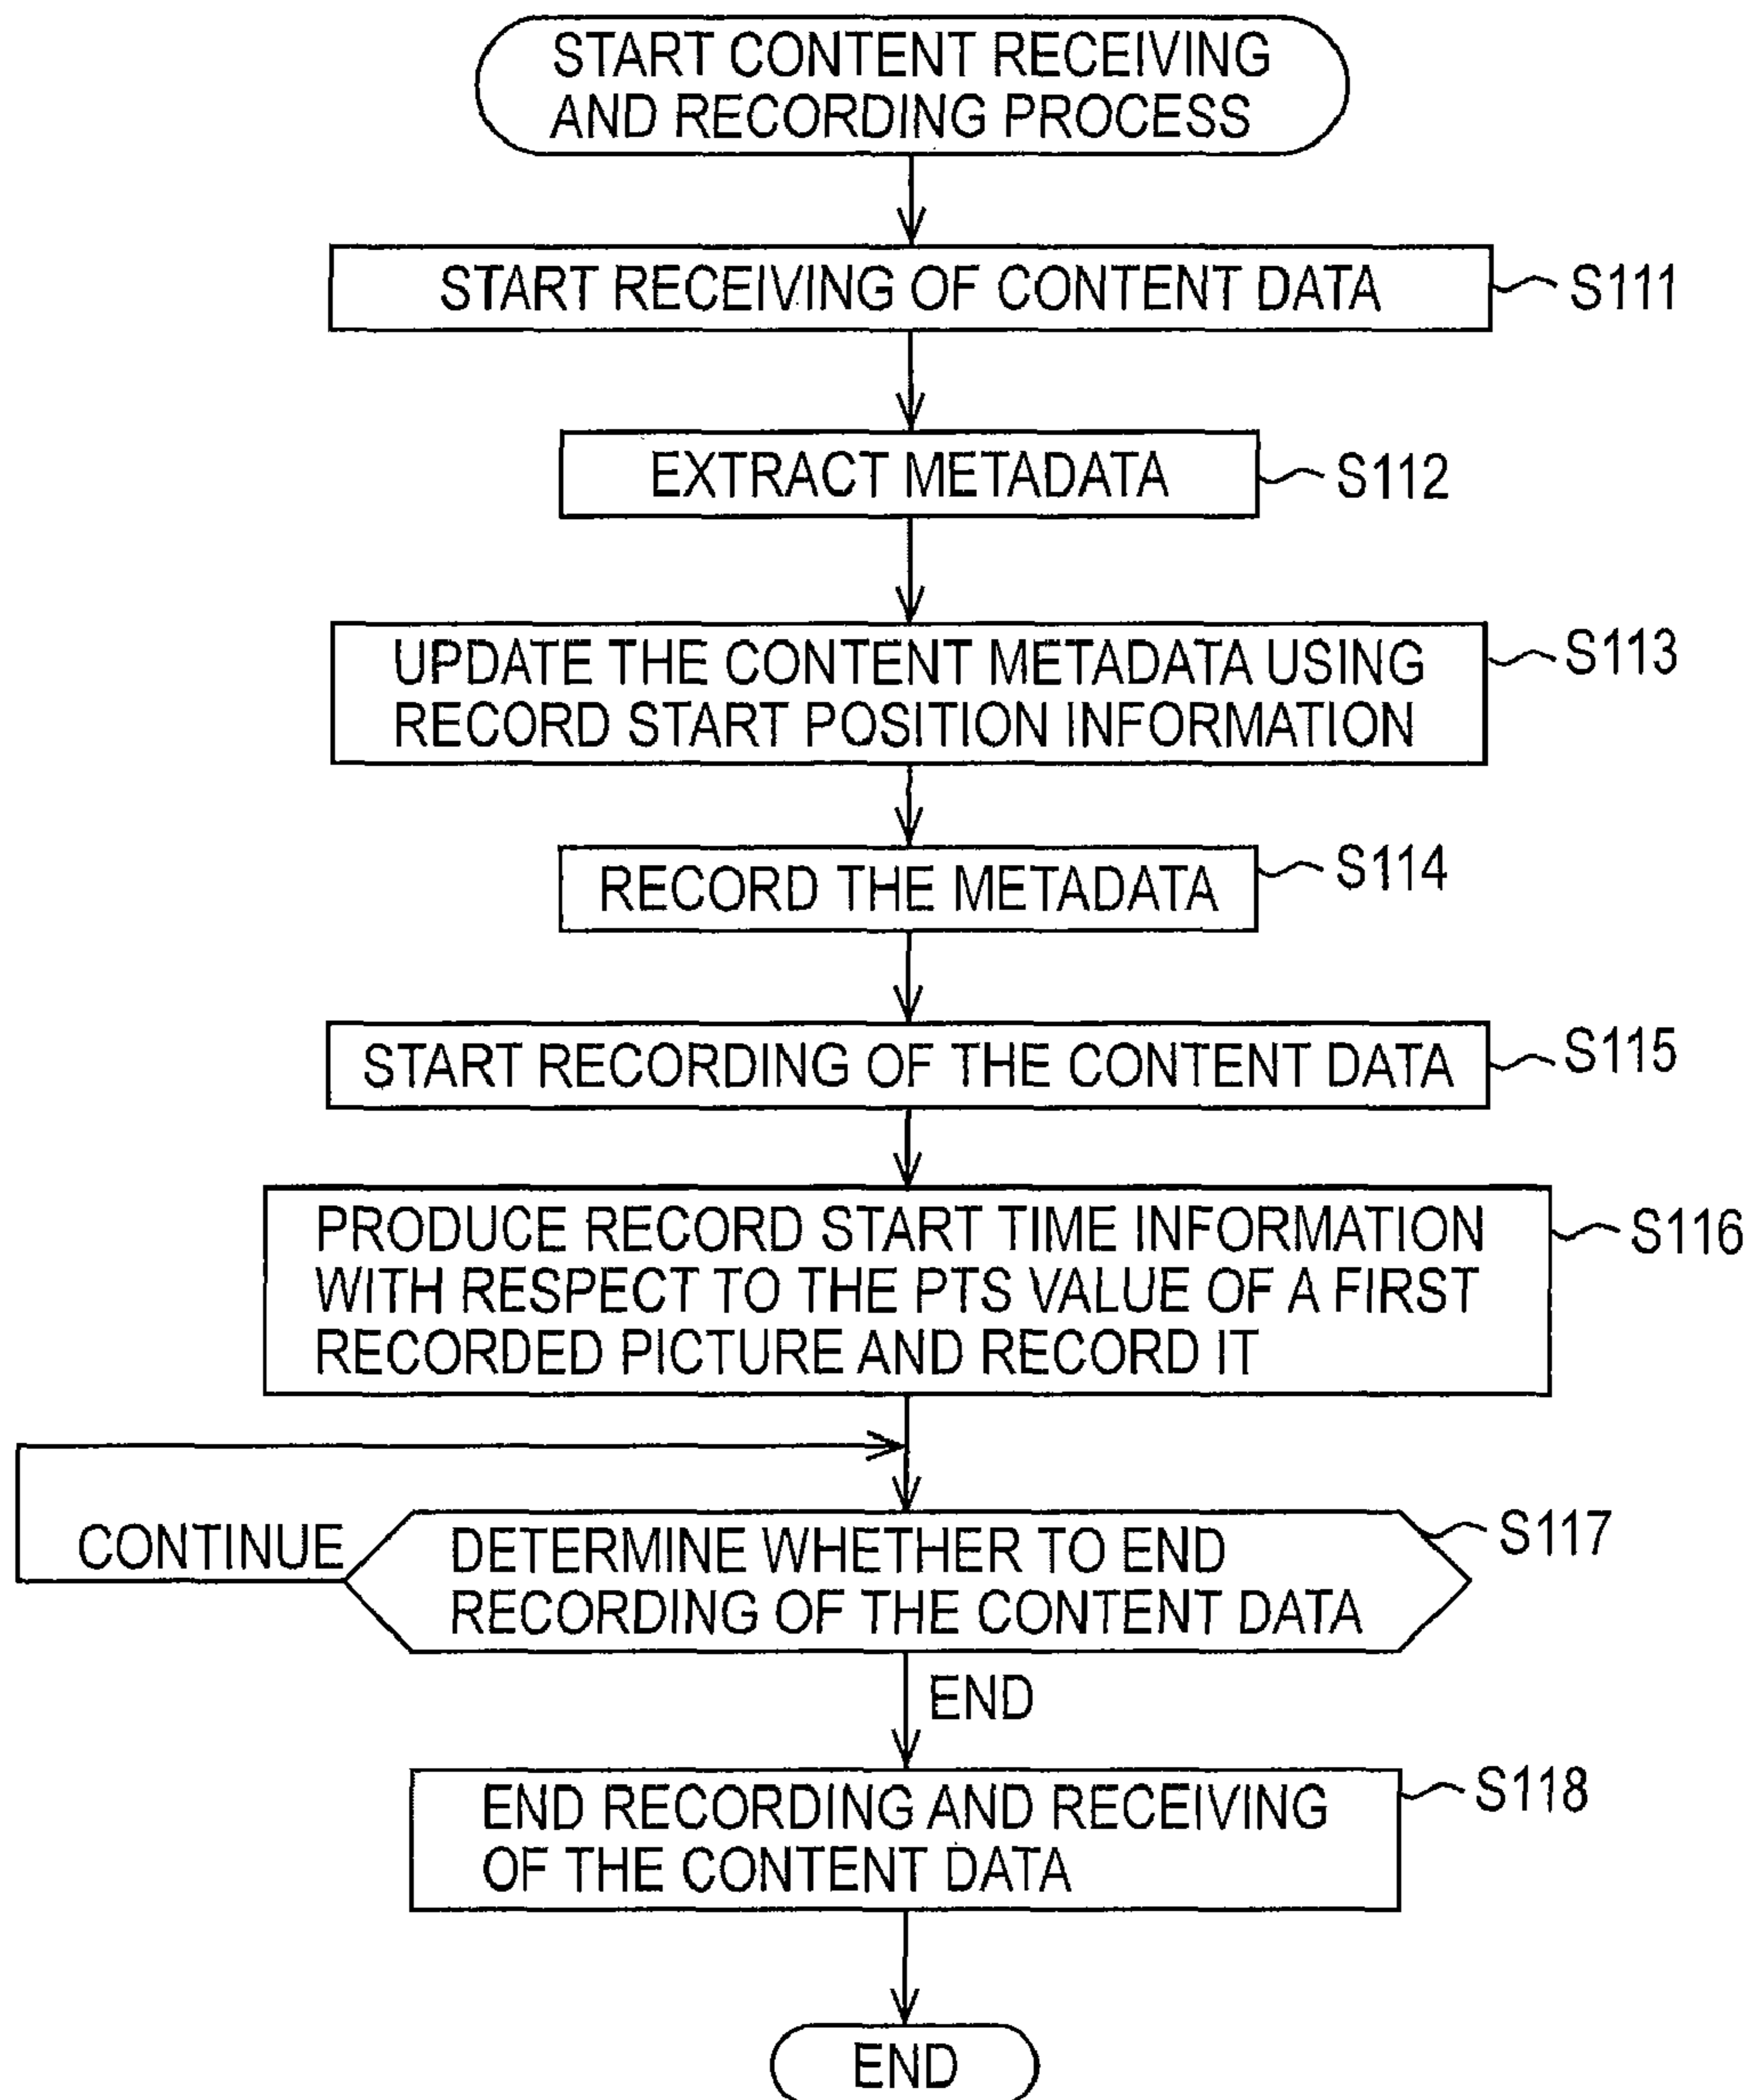 START CONTENT RECEIVING
AND RECORDING PROCESS
START RECEIVING OF CONTENT DATA
S111
EXTRACT METADATA
S112
UPDATE THE CONTENT METADATA USING
RECORD START POSITION INFORMATION
S113
RECORD THE METADATA
S114
START RECORDING OF THE CONTENT DATA
S115
PRODUCE RECORD START TIME INFORMATION
WITH RESPECT TO THE PTS VALUE OF A FIRST
RECORDED PICTURE AND RECORD IT
S116
CONTINUE
DETERMINE WHETHER TO END
RECORDING OF THE CONTENT DATA
S117
END
END RECORDING AND RECEIVING
OF THE CONTENT DATA
S118
END